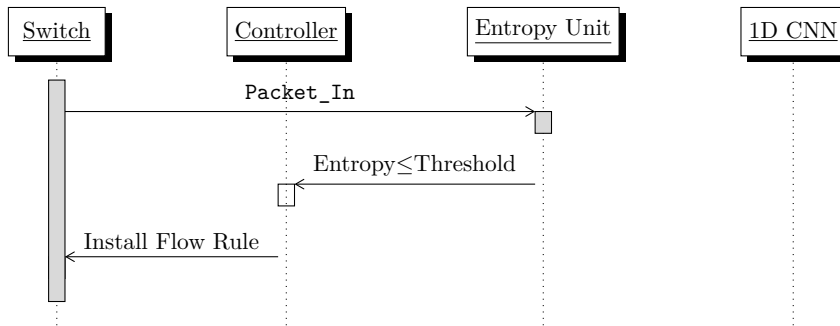 Switch
Controller
Entropy Unit
1D CNN
Packet_In
Entropy≤Threshold
Install Flow Rule